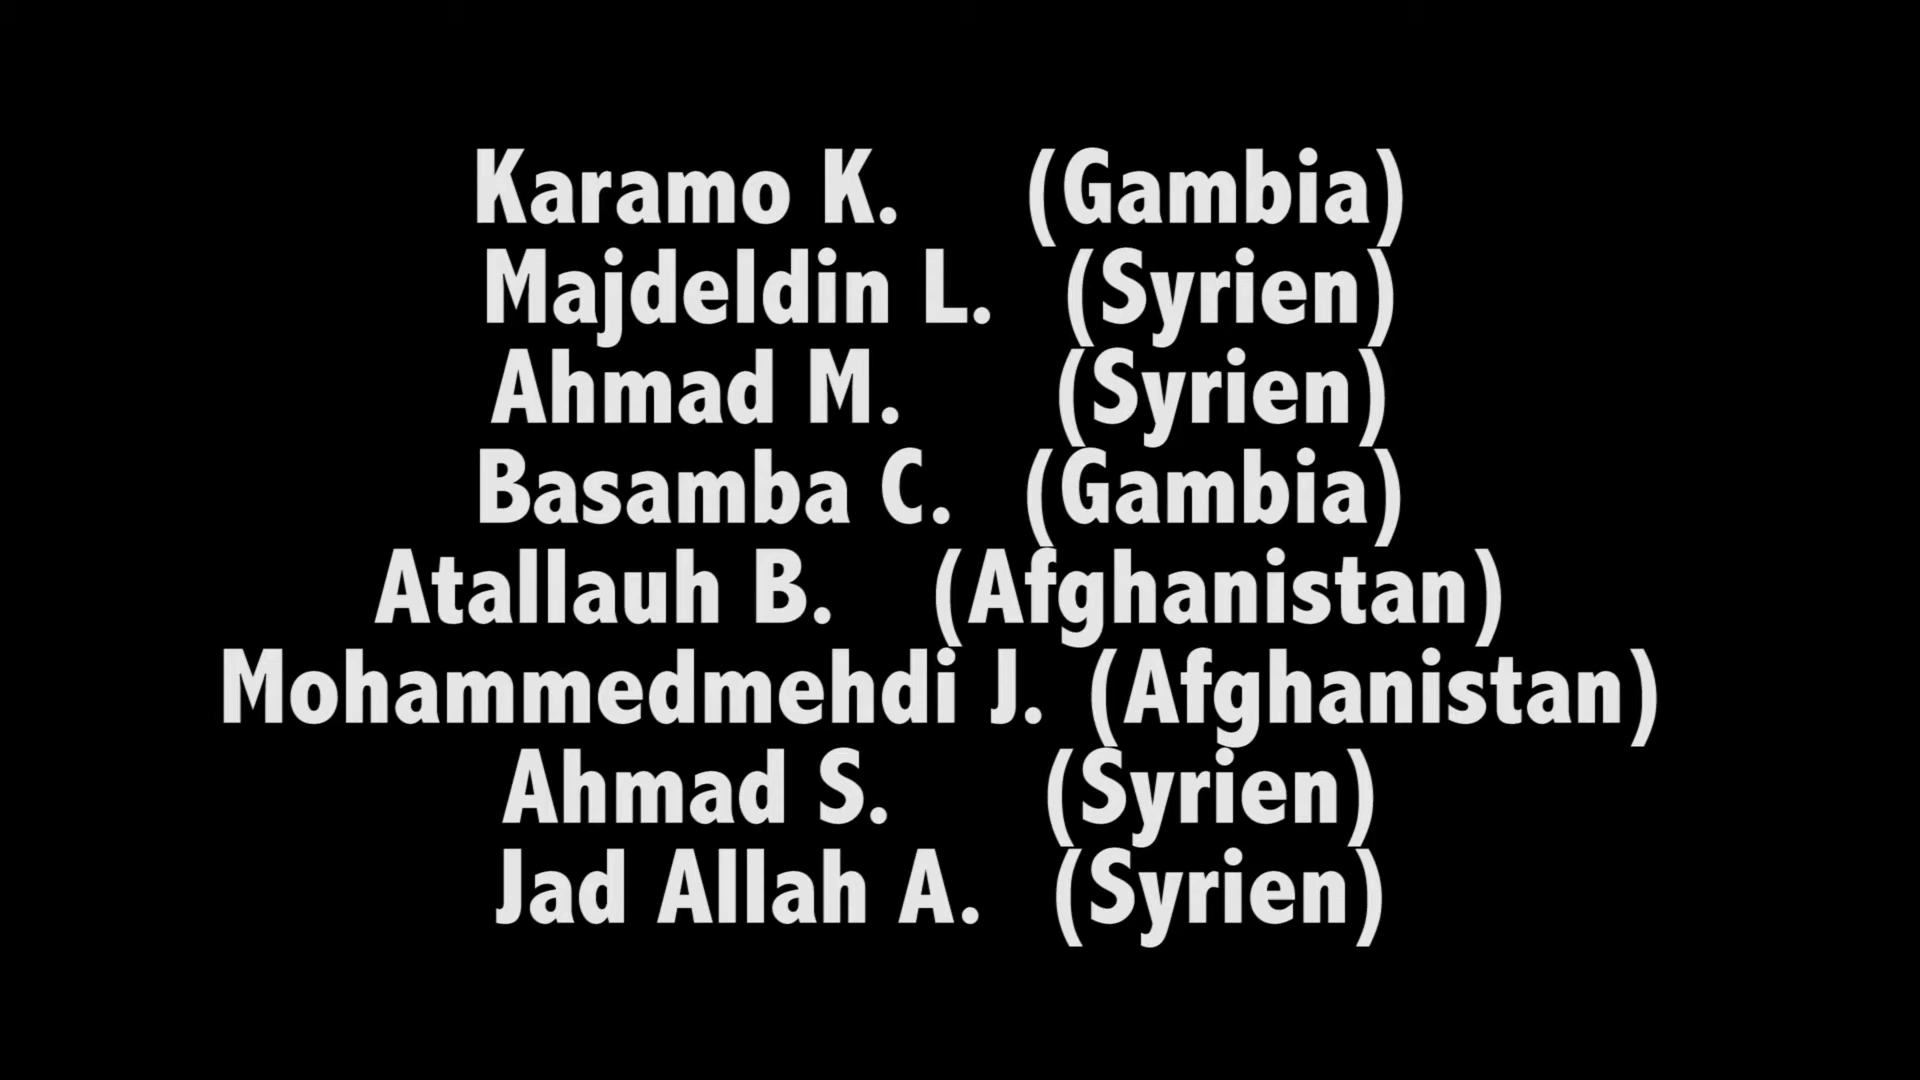 Karamo K. (Gambia)
Majdeldin L. (Syrien)
Ahmad M. (Syrien)
Basamba C. (Gambia)
Atallauh B. (Afghanistan)
Mohammedmehdi J. (Afghanistan)
Ahmad S. (Syrien)
Jad Allah A. (Syrien)